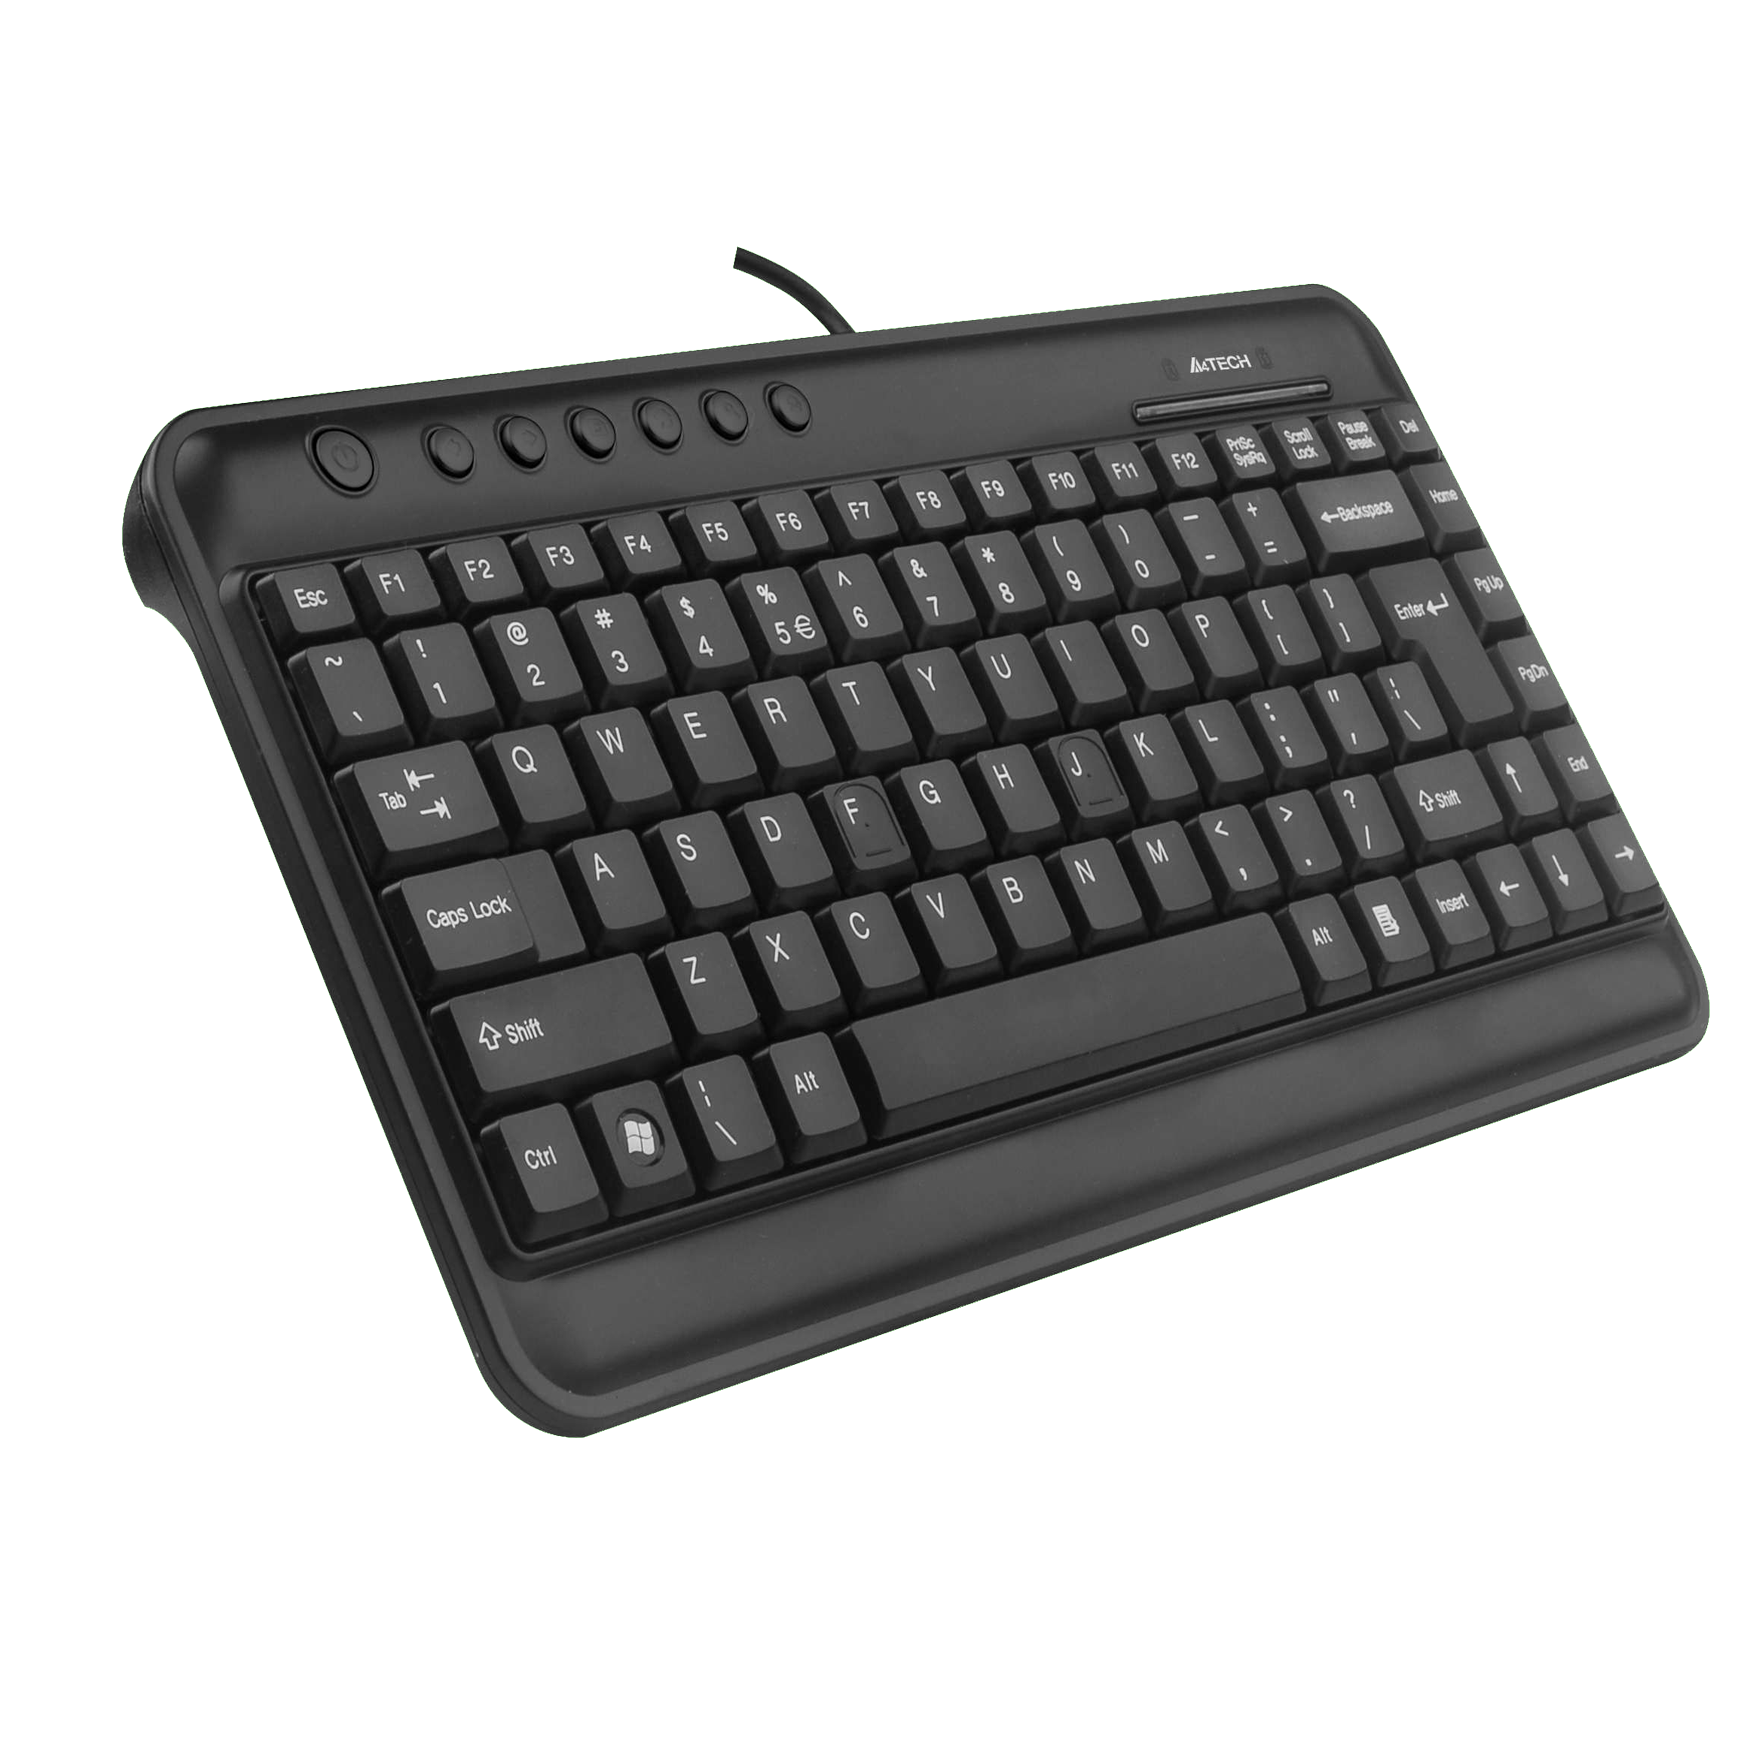 A4TECH
Esc F1 F2 F3 F4 F5 F6 F7 F8 F9 F10 F11 F12 PrtSc SysRq Scroll Lock Pause Break Del
~ ! @ # $ % ^ & * ( ) — +
` 1 2 3 4 5 € 6 7 8 9 0 - = ←Backspace Home
Tab Q W E R T Y U I O P { [ } ] Enter↵ Pg Up
Caps Lock A S D F G H J K L : ; " ' ¦ \ Pg Dn
⇧ Shift Z X C V B N M < , > . ? / ⇧ Shift ↑ End
Ctrl ¦ \ Alt Alt Insert ← ↓ →